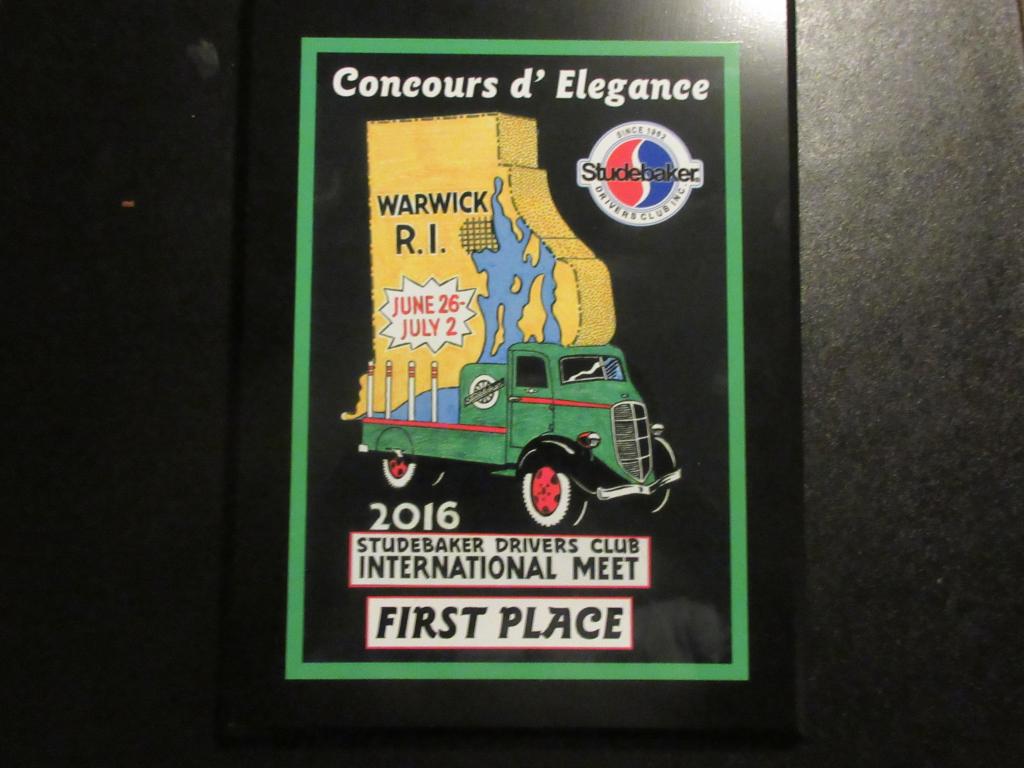 Concours d' Elegance
SINCE 1962
Studebaker
DRIVERS CLUB INC.
WARWICK
R.I.
JUNE 26-
JULY 2
2016
STUDEBAKER DRIVERS CLUB
INTERNATIONAL MEET
FIRST PLACE